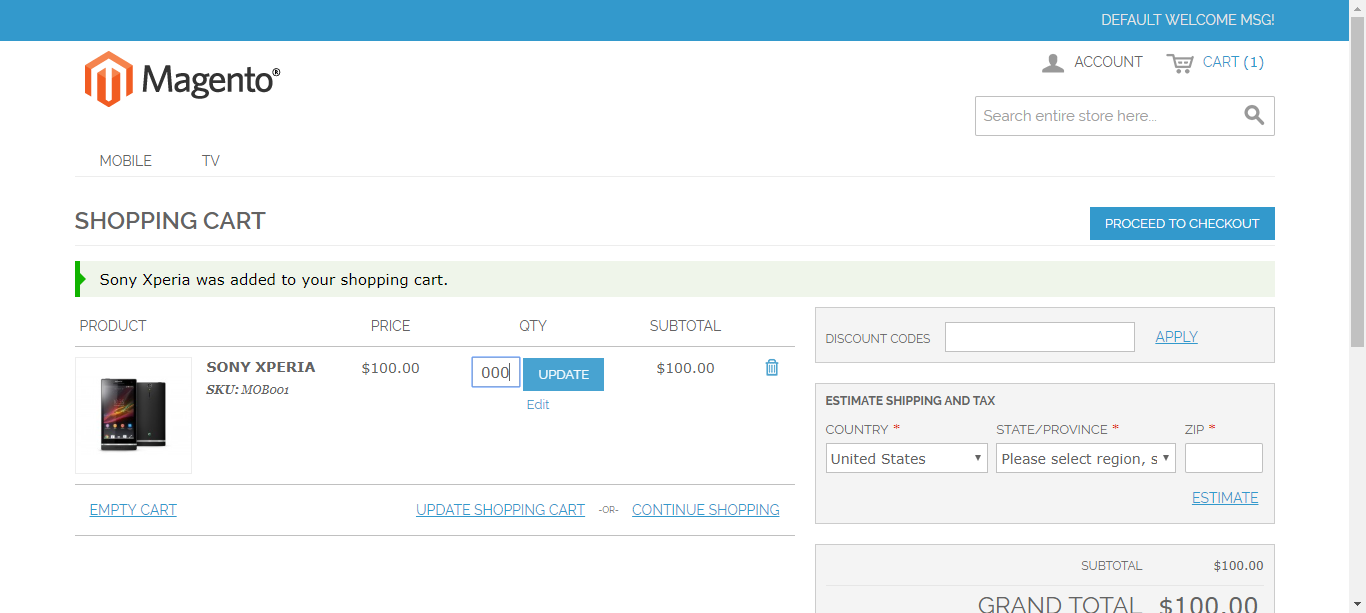 DEFAULT WELCOME MSG!
Magento®
ACCOUNT CART (1)
Search entire store here...
MOBILE TV
SHOPPING CART
PROCEED TO CHECKOUT
Sony Xperia was added to your shopping cart.
PRODUCT PRICE QTY SUBTOTAL
SONY XPERIA $100.00 000 UPDATE $100.00
SKU: MOB001
Edit
EMPTY CART UPDATE SHOPPING CART -OR- CONTINUE SHOPPING
DISCOUNT CODES APPLY
ESTIMATE SHIPPING AND TAX
COUNTRY * STATE/PROVINCE * ZIP *
United States Please select region, s
ESTIMATE
SUBTOTAL $100.00
GRAND TOTAL $100.00